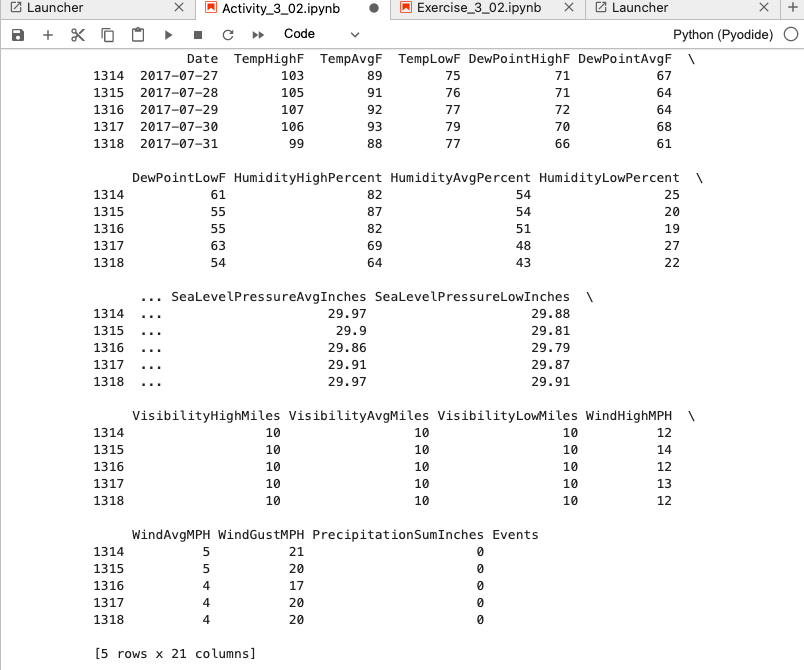 Launcher Activity_3_02.ipynb Exercise_3_02.ipynb Launcher
Code Python (Pyodide)
Date TempHighF TempAvgF TempLowF DewPointHighF DewPointAvgF \
1314 2017-07-27 103 89 75 71 67
1315 2017-07-28 105 91 76 71 64
1316 2017-07-29 107 92 77 72 64
1317 2017-07-30 106 93 79 70 68
1318 2017-07-31 99 88 77 66 61
DewPointLowF HumidityHighPercent HumidityAvgPercent HumidityLowPercent \
1314 61 82 54 25
1315 55 87 54 20
1316 55 82 51 19
1317 63 69 48 27
1318 54 64 43 22
... SeaLevelPressureAvgInches SeaLevelPressureLowInches \
1314 ... 29.97 29.88
1315 ... 29.9 29.81
1316 ... 29.86 29.79
1317 ... 29.91 29.87
1318 ... 29.97 29.91
VisibilityHighMiles VisibilityAvgMiles VisibilityLowMiles WindHighMPH \
1314 10 10 10 12
1315 10 10 10 14
1316 10 10 10 12
1317 10 10 10 13
1318 10 10 10 12
WindAvgMPH WindGustMPH PrecipitationSumInches Events
1314 5 21 0
1315 5 20 0
1316 4 17 0
1317 4 20 0
1318 4 20 0
[5 rows x 21 columns]